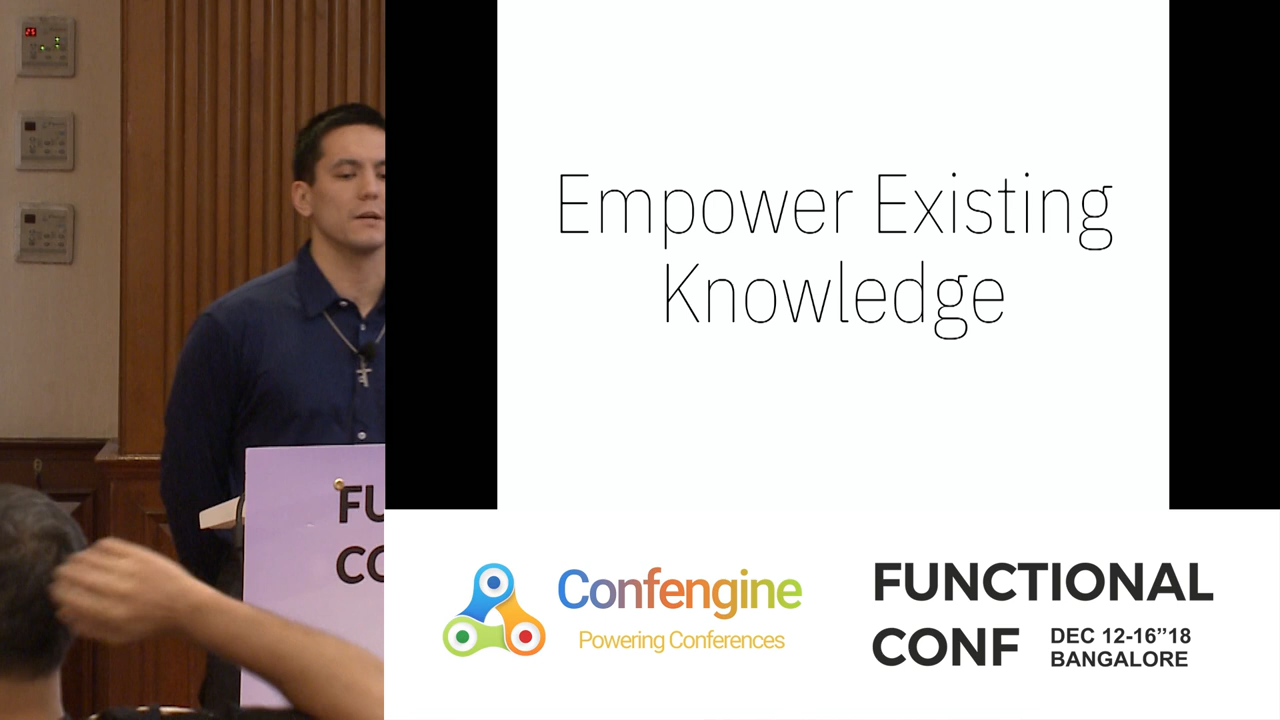 Empower Existing
Knowledge
FU
CO
Confengine
Powering Conferences
FUNCTIONAL
CONF
DEC 12-16”18
BANGALORE